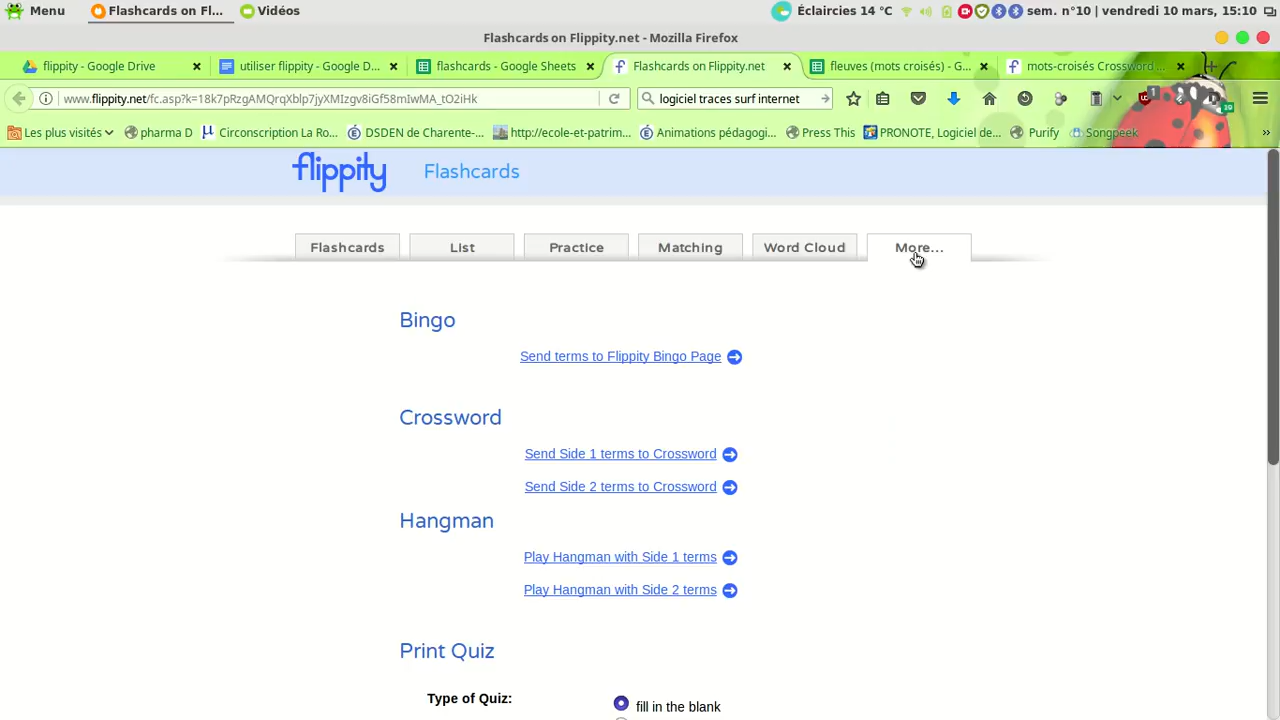 Menu
Flashcards on Fl...
Vidéos
Éclaircies 14 °C
sem. n°10 | vendredi 10 mars, 15:10
Flashcards on Flippity.net - Mozilla Firefox
flippity - Google Drive
utiliser flippity - Google D...
flashcards - Google Sheets
Flashcards on Flippity.net
fleuves (mots croisés) - G...
mots-croisés Crossword ...
www.flippity.net/fc.asp?k=18k7pRzgAMQrqXblp7jyXMIzgv8iGf58mIwMA_tO2iHk
logiciel traces surf internet
1
19
Les plus visités
pharma D
Circonscription La Ro...
DSDEN de Charente-...
http://ecole-et-patrim...
Animations pédagogi...
Press This
PRONOTE, Logiciel de...
Purify
Songpeek
flippity
Flashcards
Flashcards
List
Practice
Matching
Word Cloud
More...
Bingo
Send terms to Flippity Bingo Page
Crossword
Send Side 1 terms to Crossword
Send Side 2 terms to Crossword
Hangman
Play Hangman with Side 1 terms
Play Hangman with Side 2 terms
Print Quiz
Type of Quiz:
fill in the blank